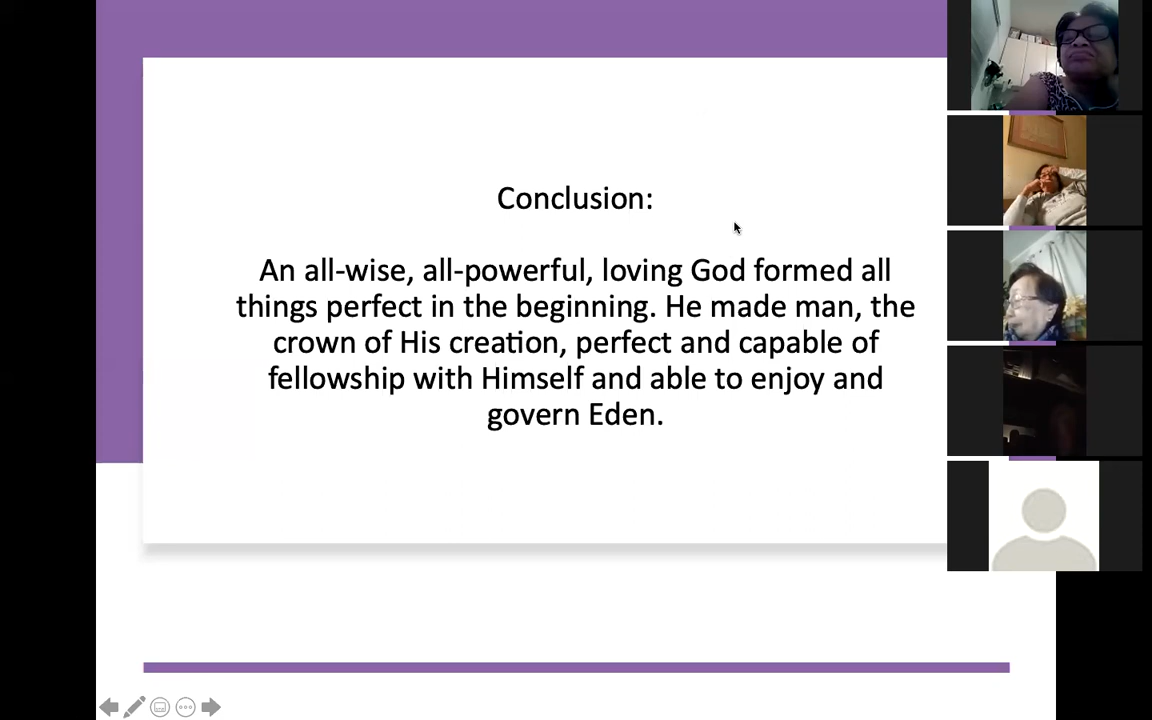 Conclusion:
An all-wise, all-powerful, loving God formed all
things perfect in the beginning. He made man, the
crown of His creation, perfect and capable of
fellowship with Himself and able to enjoy and
govern Eden.